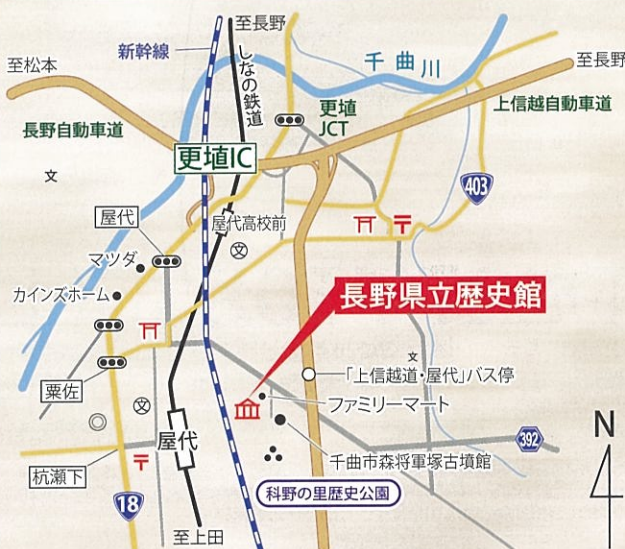 至長野
新幹線
しなの鉄道
千曲川
至松本
至長野
更埴
JCT
上信越自動車道
長野自動車道
更埴IC
文
403
屋代
屋代高校前
文
マツダ
カインズホーム
長野県立歴史館
文
「上信越道・屋代」バス停
粟佐
ファミリーマート
文
屋代
392
N
千曲市森将軍塚古墳館
杭瀬下
科野の里歴史公園
18
至上田